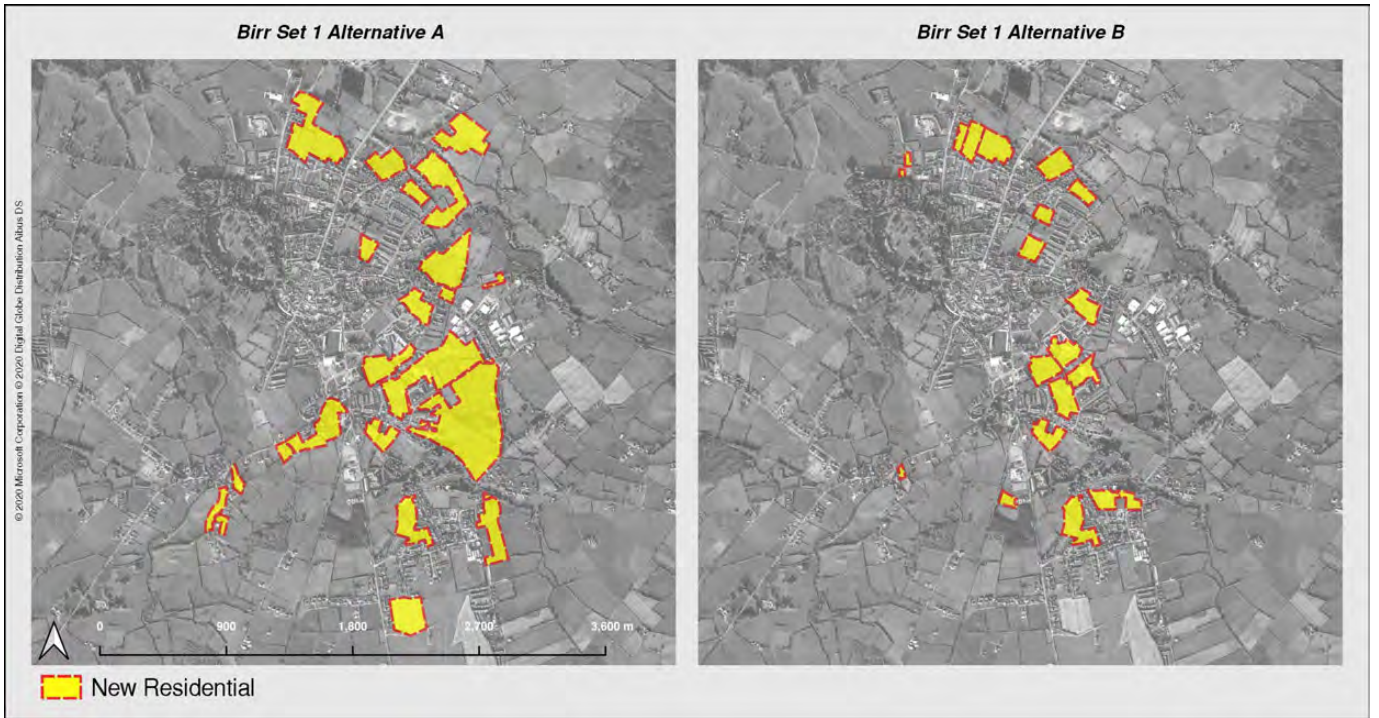 Birr Set 1 Alternative A
Birr Set 1 Alternative B
© 2020 Microsoft Corporation © 2020 Digital Globe Distribution Aibus DS
0 900 1,800 2,700 3,600 m
New Residential